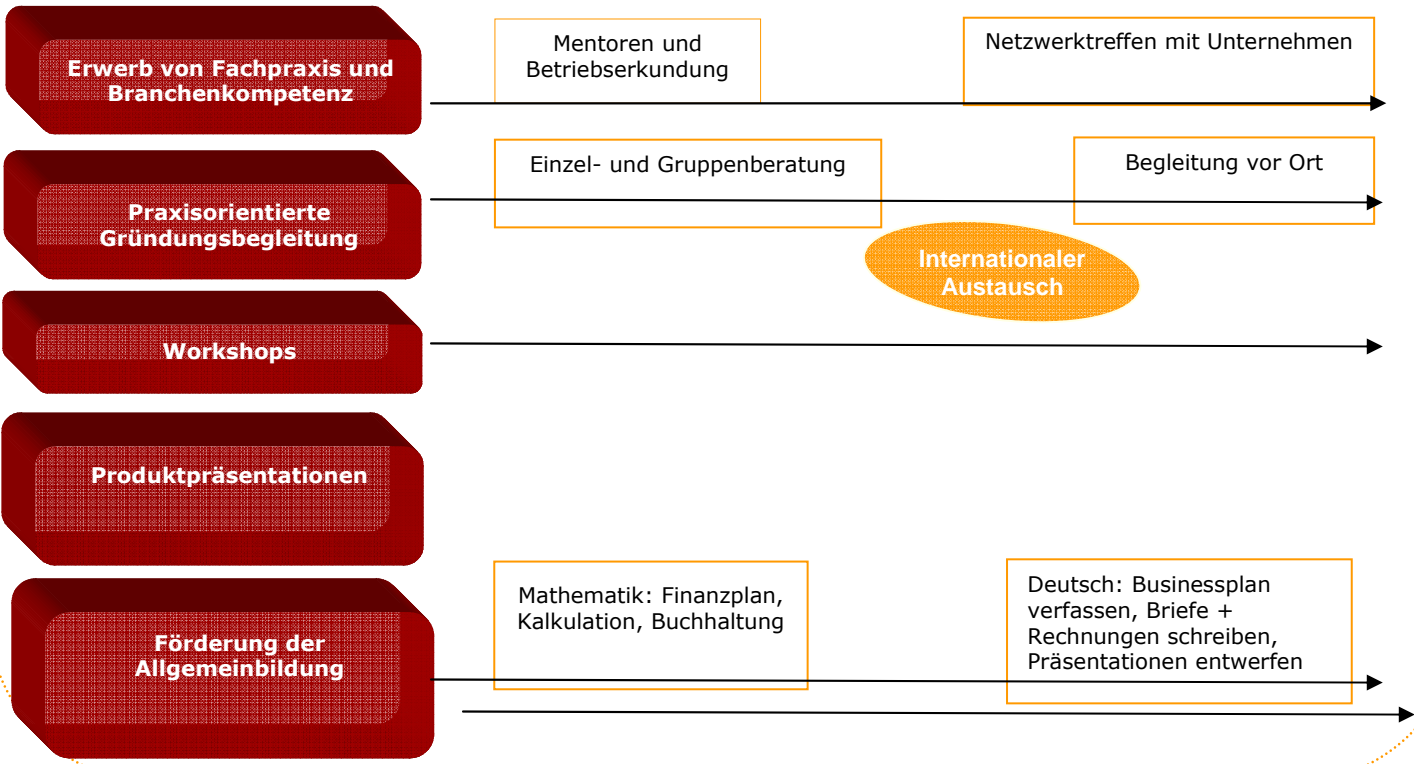 Erwerb von Fachpraxis und
Branchenkompetenz
Mentoren und
Betriebserkundung
Netzwerktreffen mit Unternehmen
Praxisorientierte
Gründungsbegleitung
Einzel- und Gruppenberatung
Begleitung vor Ort
Internationaler
Austausch
Workshops
Produktpräsentationen
Förderung der
Allgemeinbildung
Mathematik: Finanzplan,
Kalkulation, Buchhaltung
Deutsch: Businessplan
verfassen, Briefe +
Rechnungen schreiben,
Präsentationen entwerfen